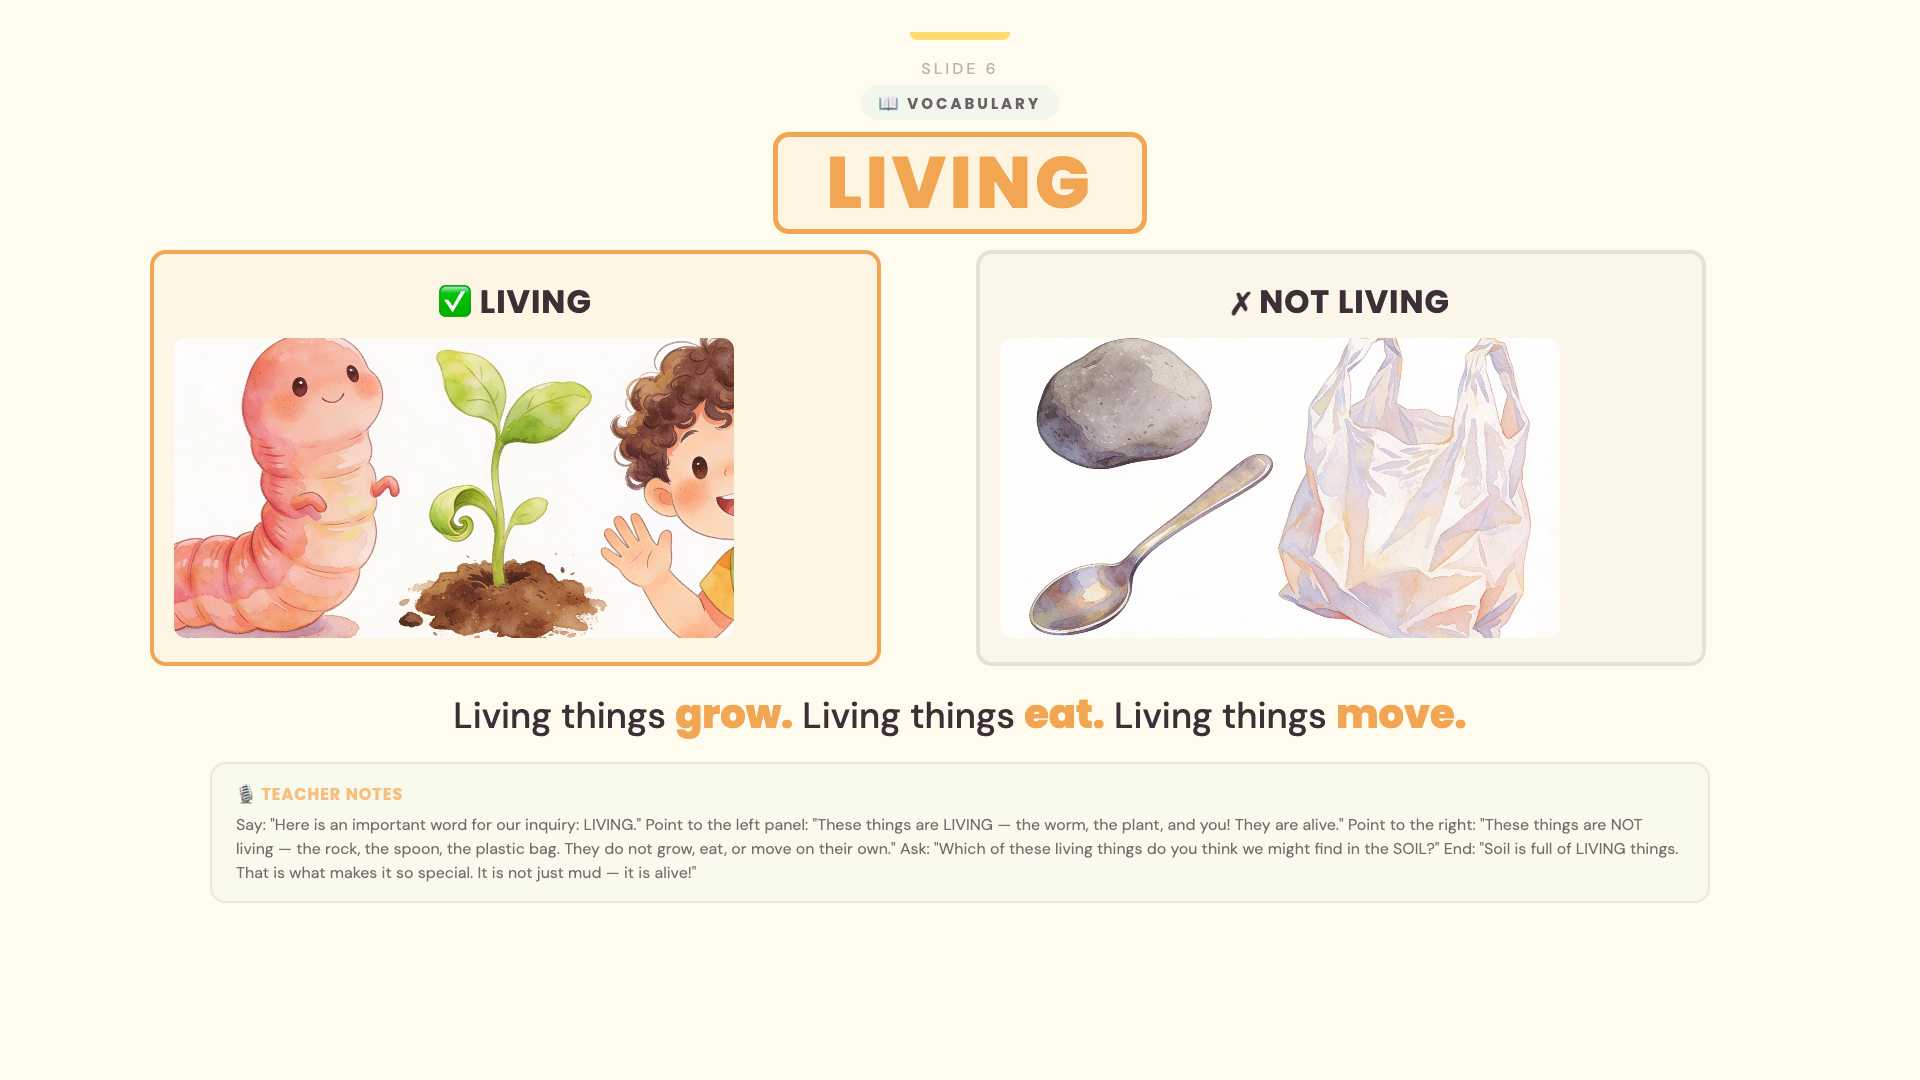 SLIDE 6
📖 VOCABULARY
LIVING
✅ LIVING
✗ NOT LIVING
Living things grow. Living things eat. Living things move.
🎙️ TEACHER NOTES
Say: "Here is an important word for our inquiry: LIVING." Point to the left panel: "These things are LIVING — the worm, the plant, and you! They are alive." Point to the right: "These things are NOT
living — the rock, the spoon, the plastic bag. They do not grow, eat, or move on their own." Ask: "Which of these living things do you think we might find in the SOIL?" End: "Soil is full of LIVING things.
That is what makes it so special. It is not just mud — it is alive!"